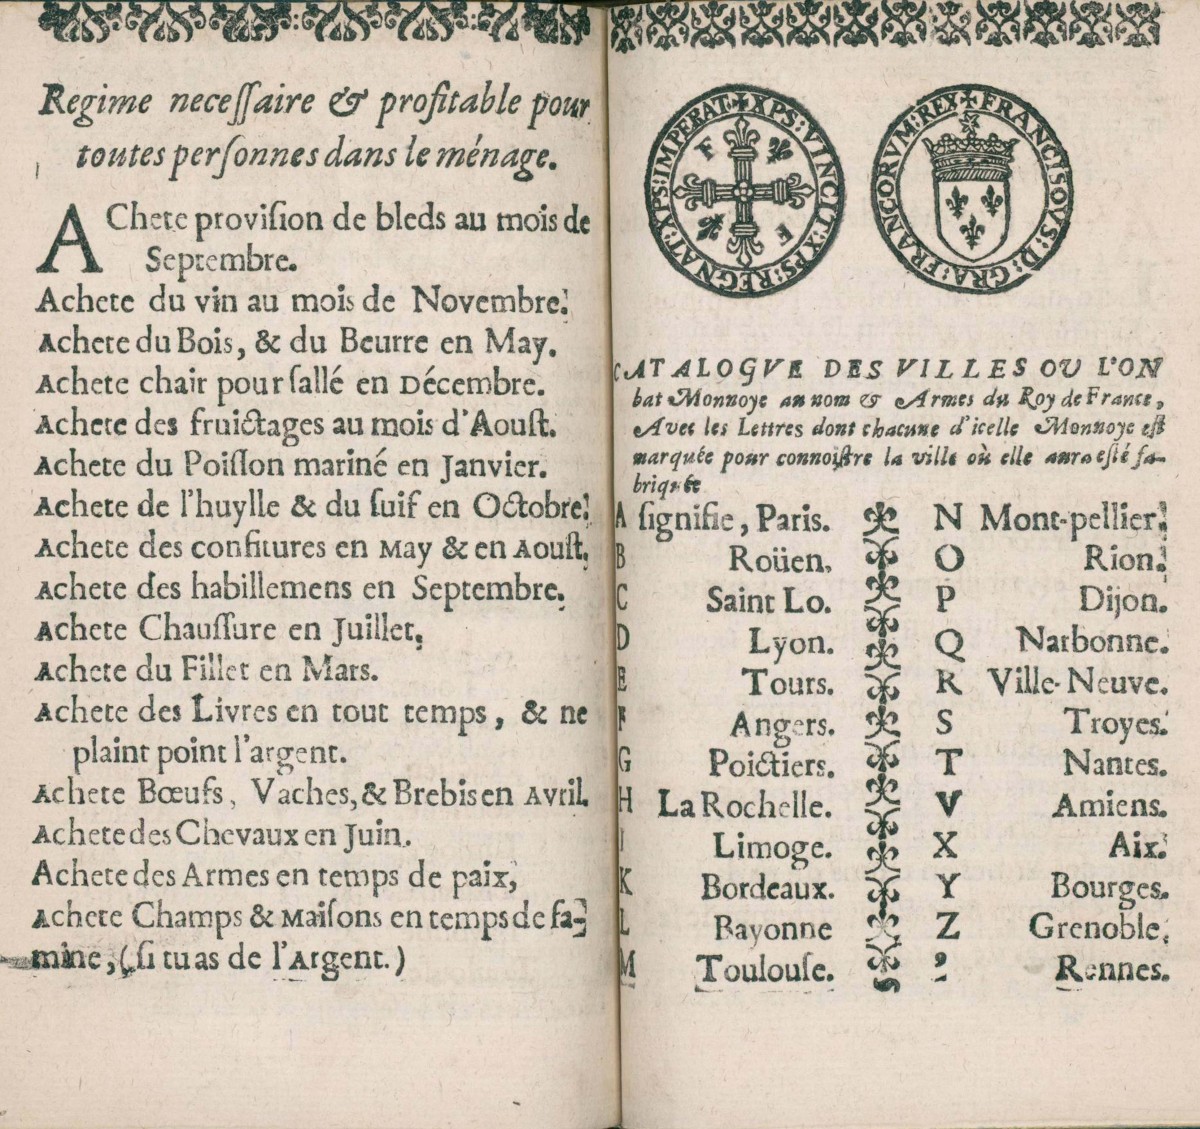 Regime necessaire & profitable pour
toutes personnes dans le ménage.
AChete provision de bleds au mois de
Septembre.
Achete du vin au mois de Novembre.
Achete du Bois, & du Beurre en May.
Achete chair pour sallé en Décembre.
Achete des fruictages au mois d'Aoust.
Achete du Poisson mariné en Janvier.
Achete de l'huylle & du suif en Octobre.
Achete des confitures en May & en Aoust.
Achete des habillemens en Septembre.
Achete Chaussure en Juillet.
Achete du Fillet en Mars.
Achete des Livres en tout temps, & ne
plaint point l'argent.
Achete Bœufs, Vaches, & Brebis en Avril.
Achete des Chevaux en Juin.
Achete des Armes en temps de paix,
Achete Champs & Maisons en temps de fa-
mine, (si tu as de l'Argent.)
XPS:VINCIT:XPS:REGNAT:XPS:IMPERAT
F F
FRANCISCVS:D:GRA:FRANCORVM:REX
CATALOGVE DES VILLES OU L'ON
bat Monnoye au nom & Armes du Roy de France,
Avec les Lettres dont chacune d'icelle Monnoye est
marquée pour connoistre la ville où elle aura esté fa-
briquée
A signifie, Paris.
B Roüen,
C Saint Lo.
D Lyon.
E Tours.
F Angers.
G Poictiers.
H La Rochelle.
I Limoge.
K Bordeaux.
L Bayonne
M Toulouse.
N Mont-pellier.
O Rion.
P Dijon.
Q Narbonne.
R Ville-Neuve.
S Troyes.
T Nantes.
V Amiens.
X Aix.
Y Bourges.
Z Grenoble.
9 Rennes.